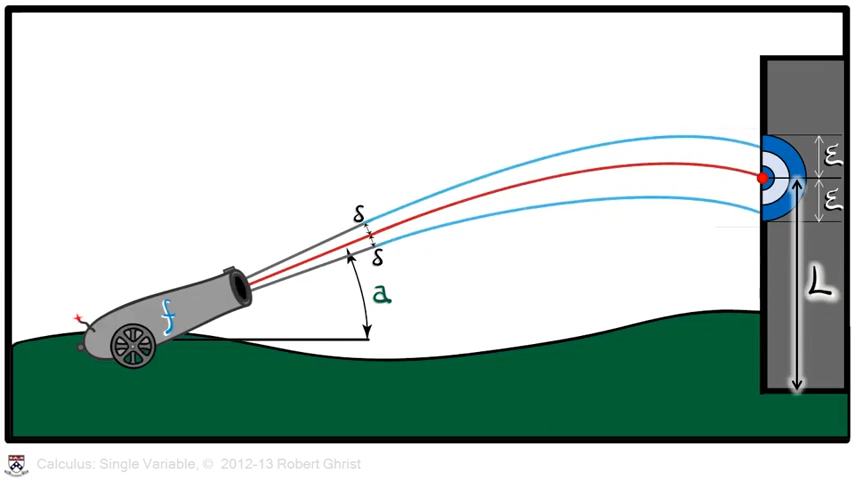 δ
ε
ε
δ
L
a
f
Calculus: Single Variable, © 2012-13 Robert Ghrist